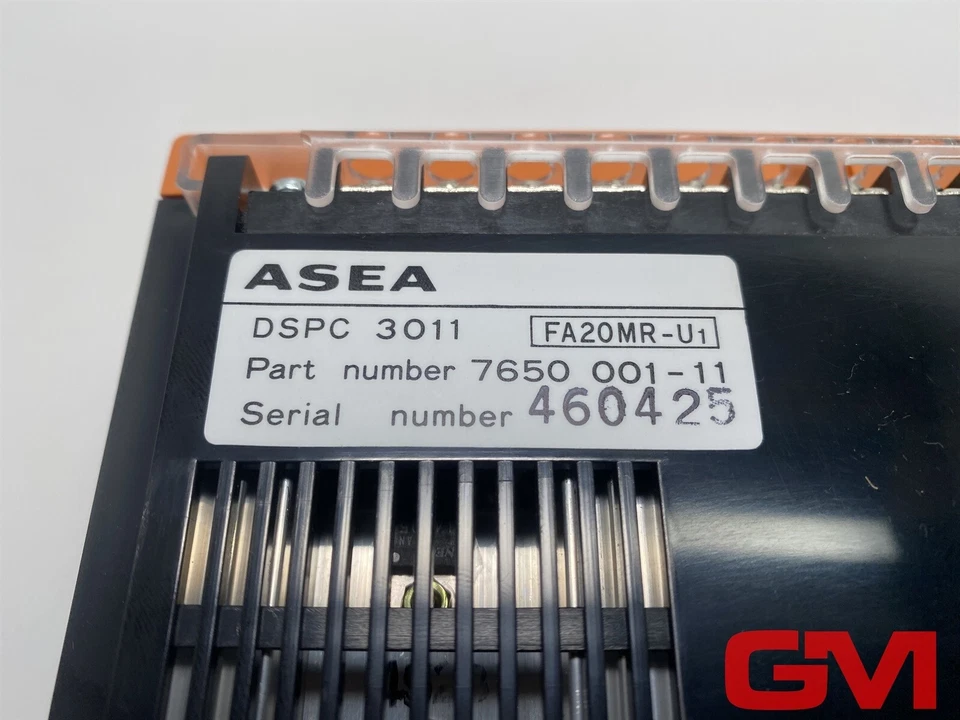 ASEA
DSPC 3011 FA20MR-U1
Part number 7650 001-11
Serial number 460425
GM